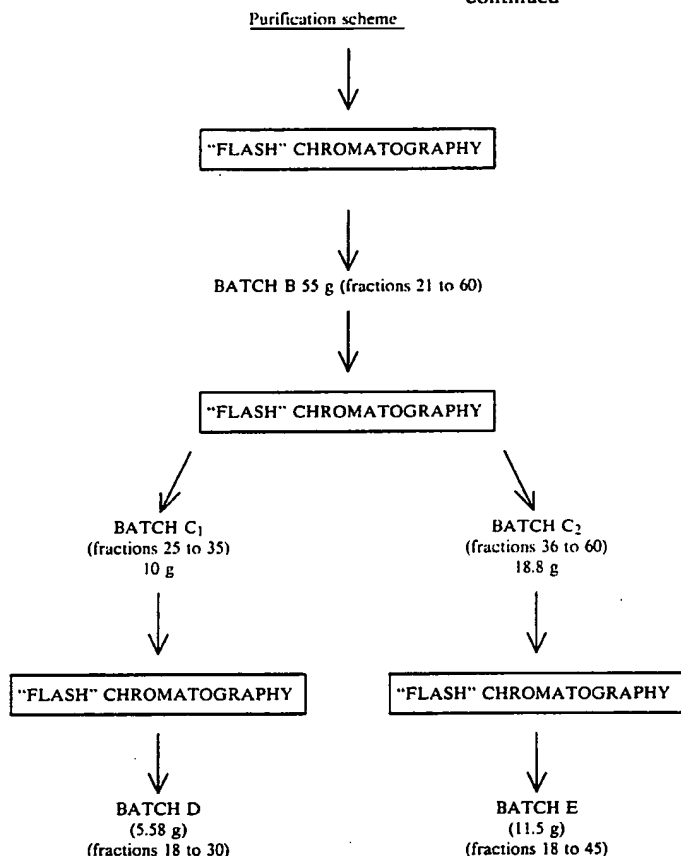 -continued
Purification scheme
"FLASH" CHROMATOGRAPHY
BATCH B 55 g (fractions 21 to 60)
"FLASH" CHROMATOGRAPHY
BATCH C₁
(fractions 25 to 35)
10 g
BATCH C₂
(fractions 36 to 60)
18.8 g
"FLASH" CHROMATOGRAPHY
"FLASH" CHROMATOGRAPHY
BATCH D
(5.58 g)
(fractions 18 to 30)
BATCH E
(11.5 g)
(fractions 18 to 45)